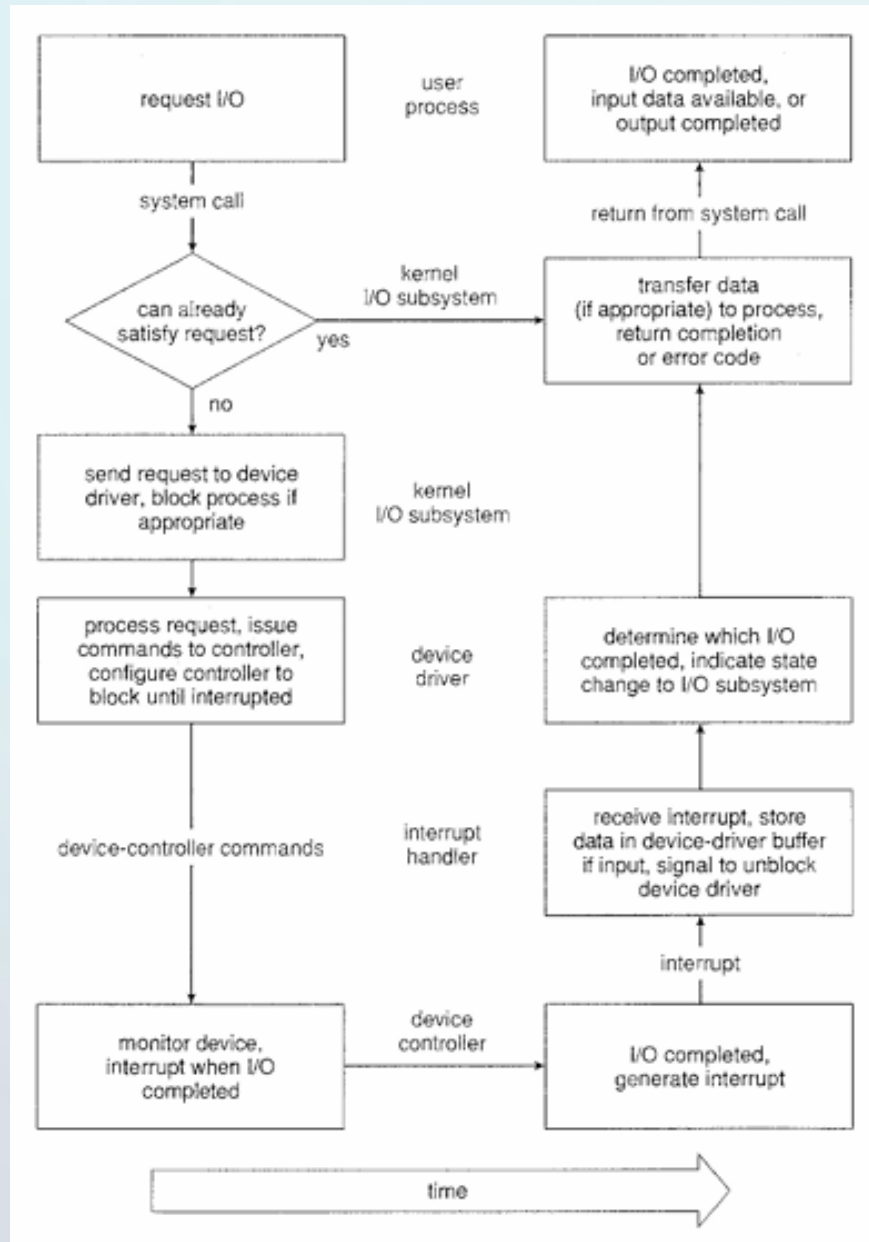 request I/O
user
process
I/O completed,
input data available, or
output completed
system call
return from system call
kernel
I/O subsystem
can already
satisfy request?
yes
transfer data
(if appropriate) to process,
return completion
or error code
no
send request to device
driver, block process if
appropriate
kernel
I/O subsystem
process request, issue
commands to controller,
configure controller to
block until interrupted
device
driver
determine which I/O
completed, indicate state
change to I/O subsystem
device-controller commands
interrupt
handler
receive interrupt, store
data in device-driver buffer
if input, signal to unblock
device driver
interrupt
monitor device,
interrupt when I/O
completed
device
controller
I/O completed,
generate interrupt
time